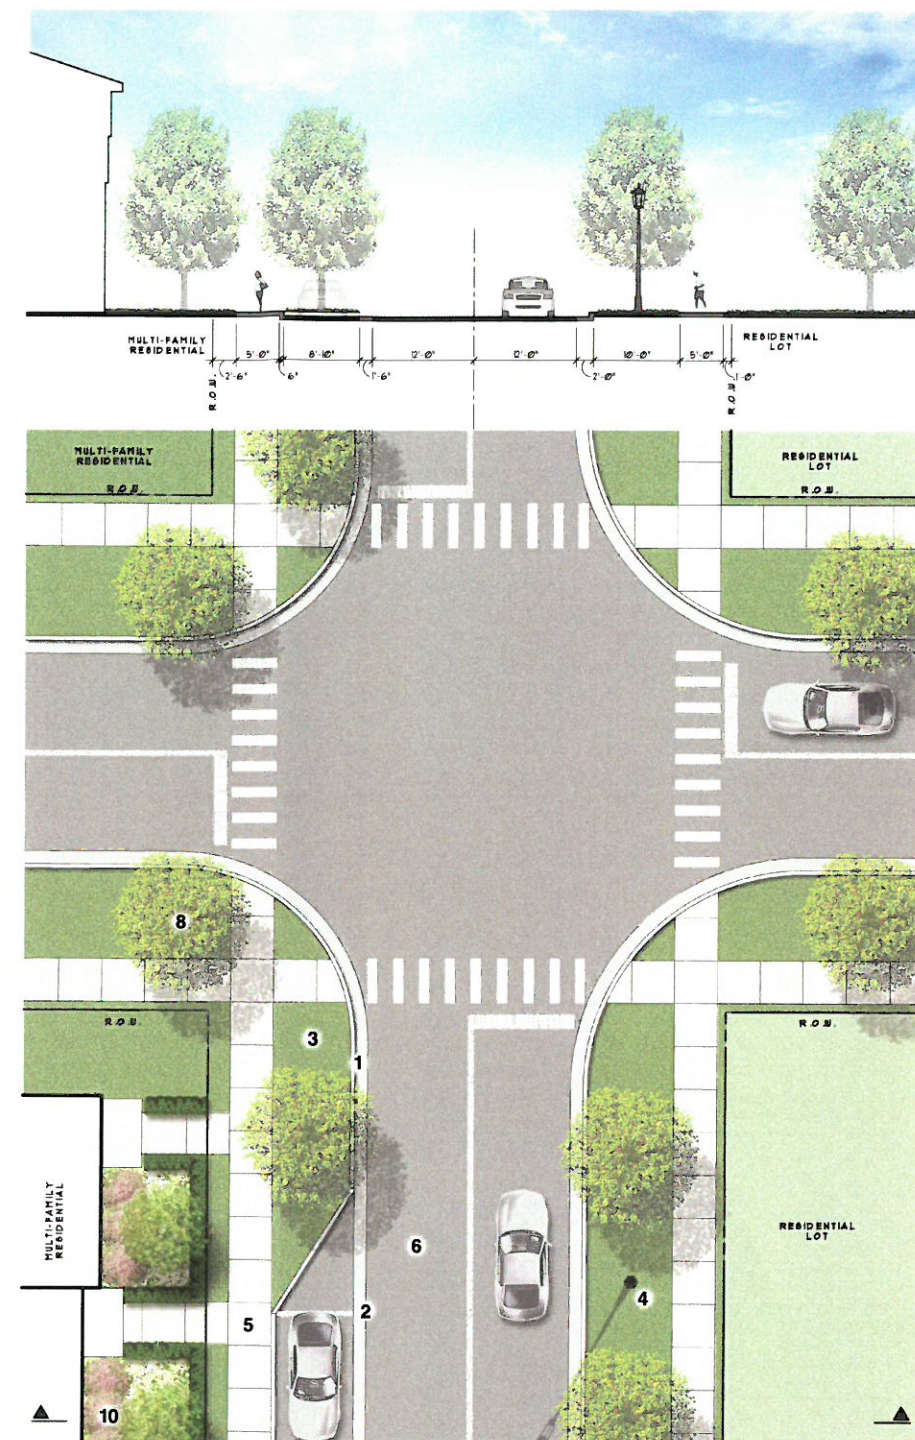 MULTI-FAMILY
RESIDENTIAL
RESIDENTIAL
LOT
5'-0"
8'-10"
12'-0"
12'-0"
10'-0"
5'-0"
2'-6"
6"
1'-6"
2'-0"
1'-0"
R.O.W.
R.O.W.
MULTI-FAMILY
RESIDENTIAL
R.O.W.
RESIDENTIAL
LOT
R.O.W.
8
R.O.W.
R.O.W.
3
1
MULTI-FAMILY
RESIDENTIAL
RESIDENTIAL
LOT
6
4
5
2
10